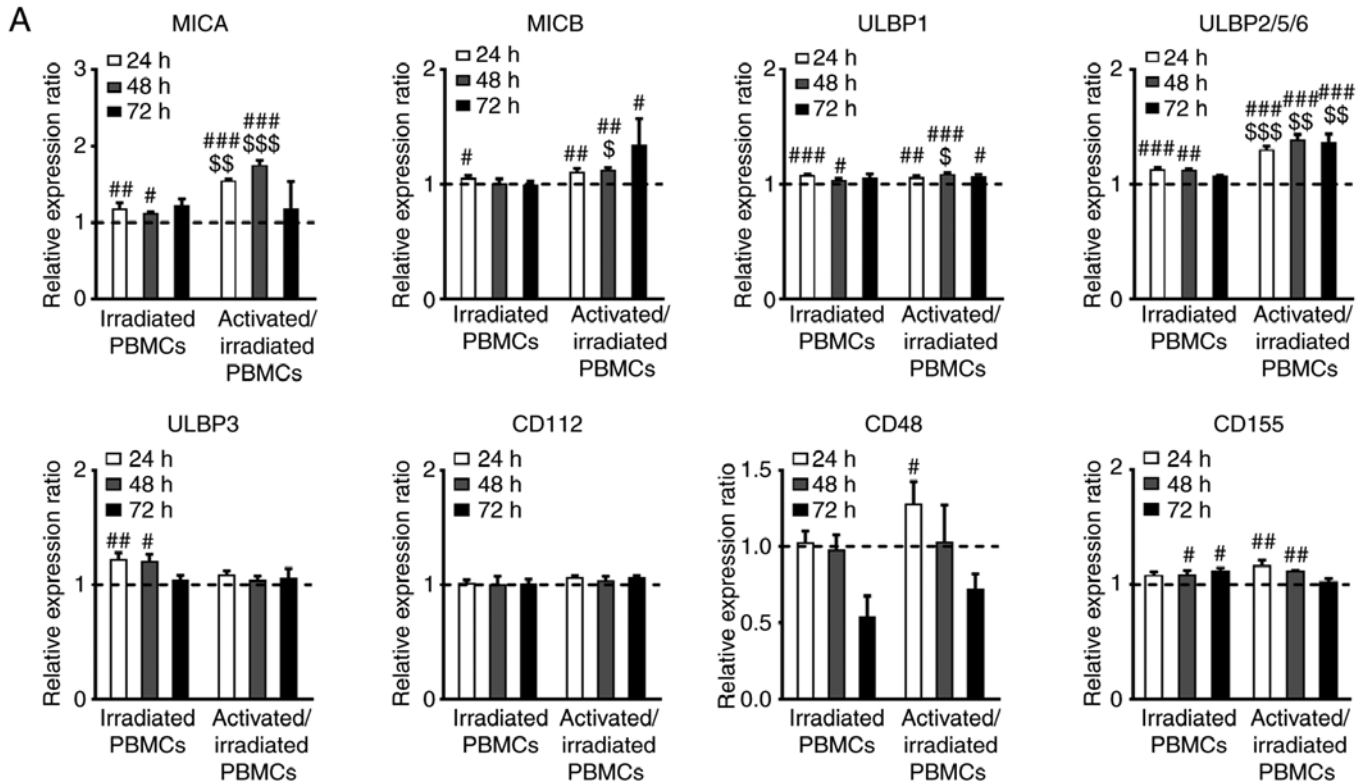 A
MICA
Relative expression ratio
3
2
1
0
24 h
48 h
72 h
##
#
###
$$
###
$$$
Irradiated
PBMCs
Activated/
irradiated
PBMCs
MICB
Relative expression ratio
2
1
0
24 h
48 h
72 h
#
##
##
$
#
Irradiated
PBMCs
Activated/
irradiated
PBMCs
ULBP1
Relative expression ratio
2
1
0
24 h
48 h
72 h
###
#
##
###
$
#
Irradiated
PBMCs
Activated/
irradiated
PBMCs
ULBP2/5/6
Relative expression ratio
2
1
0
24 h
48 h
72 h
###
##
###
$$$
###
$$
###
$$
Irradiated
PBMCs
Activated/
irradiated
PBMCs
ULBP3
Relative expression ratio
2
1
0
24 h
48 h
72 h
##
#
Irradiated
PBMCs
Activated/
irradiated
PBMCs
CD112
Relative expression ratio
2
1
0
24 h
48 h
72 h
Irradiated
PBMCs
Activated/
irradiated
PBMCs
CD48
Relative expression ratio
1.5
1.0
0.5
0.0
24 h
48 h
72 h
#
Irradiated
PBMCs
Activated/
irradiated
PBMCs
CD155
Relative expression ratio
2
1
0
24 h
48 h
72 h
#
#
##
##
Irradiated
PBMCs
Activated/
irradiated
PBMCs